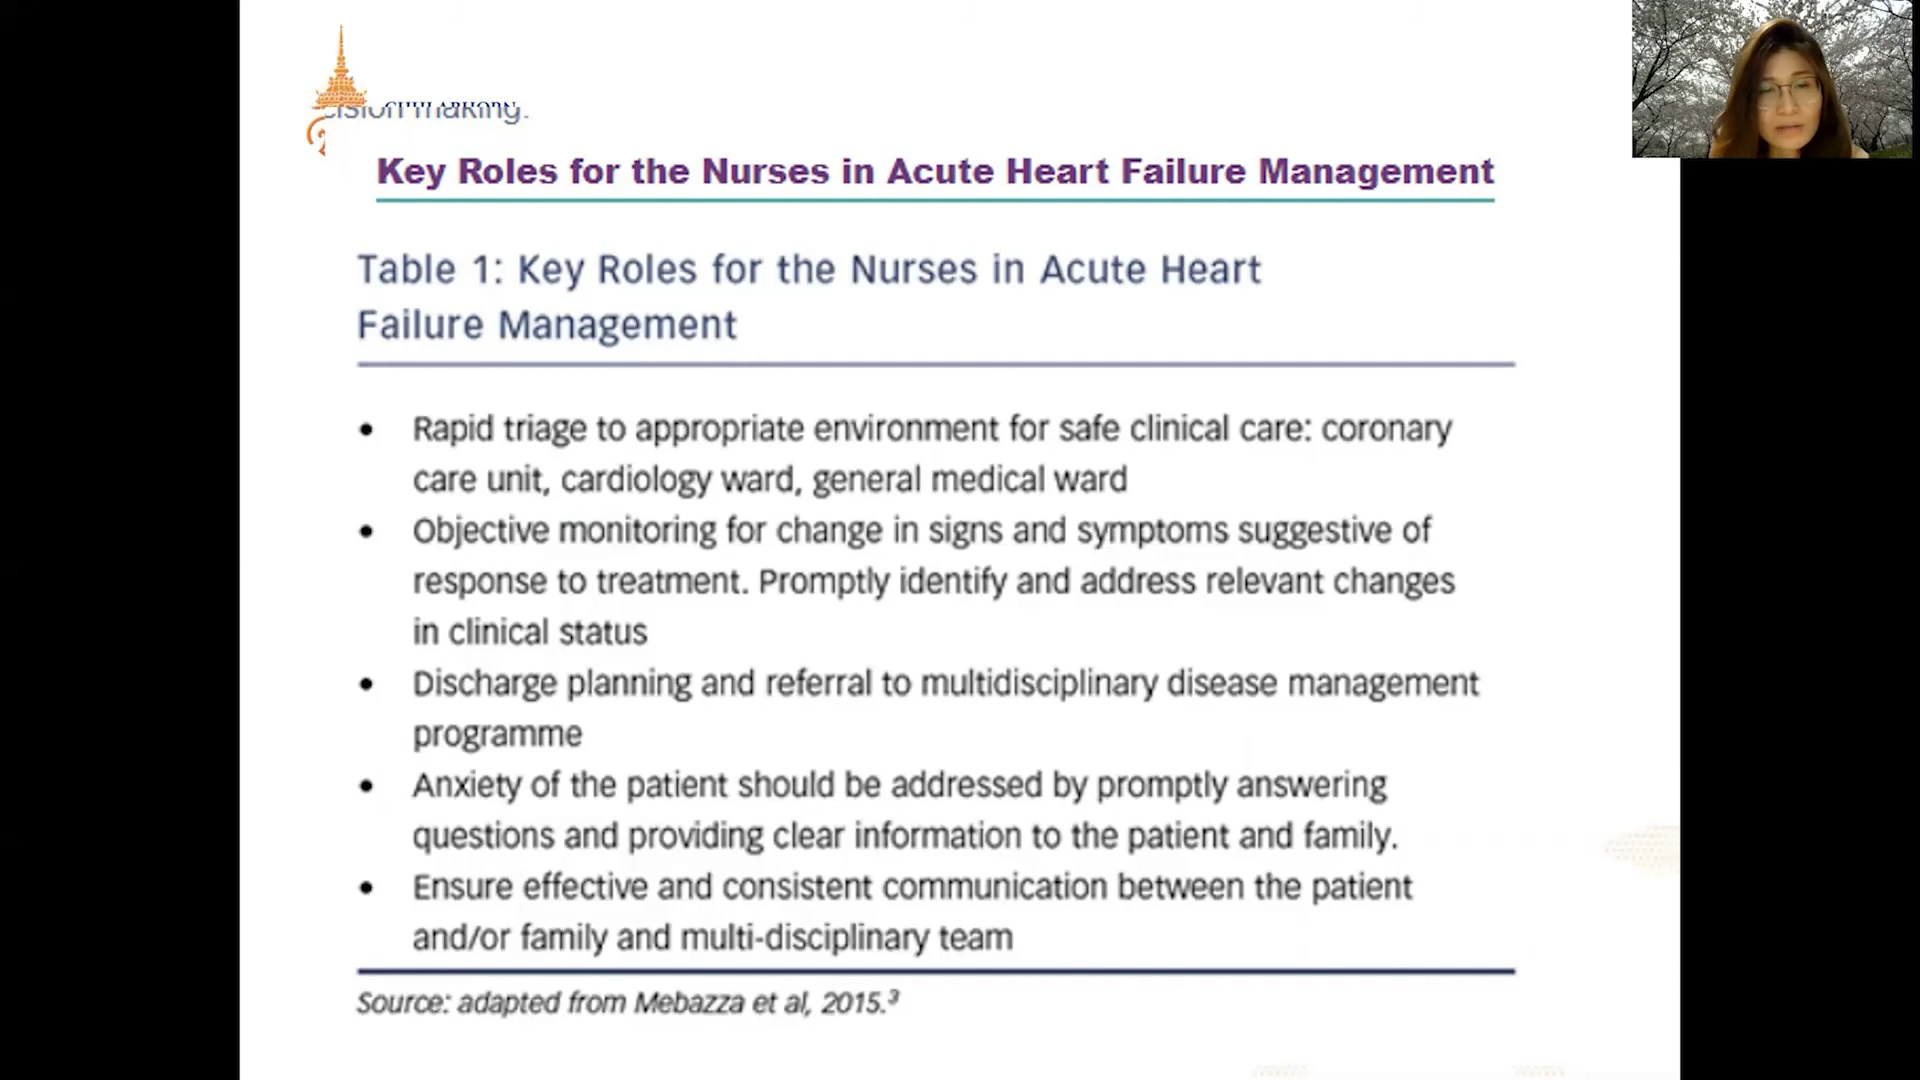 making.
Key Roles for the Nurses in Acute Heart Failure Management
Table 1: Key Roles for the Nurses in Acute Heart
Failure Management
• Rapid triage to appropriate environment for safe clinical care: coronary
care unit, cardiology ward, general medical ward
• Objective monitoring for change in signs and symptoms suggestive of
response to treatment. Promptly identify and address relevant changes
in clinical status
• Discharge planning and referral to multidisciplinary disease management
programme
• Anxiety of the patient should be addressed by promptly answering
questions and providing clear information to the patient and family.
• Ensure effective and consistent communication between the patient
and/or family and multi-disciplinary team
Source: adapted from Mebazza et al, 2015.³